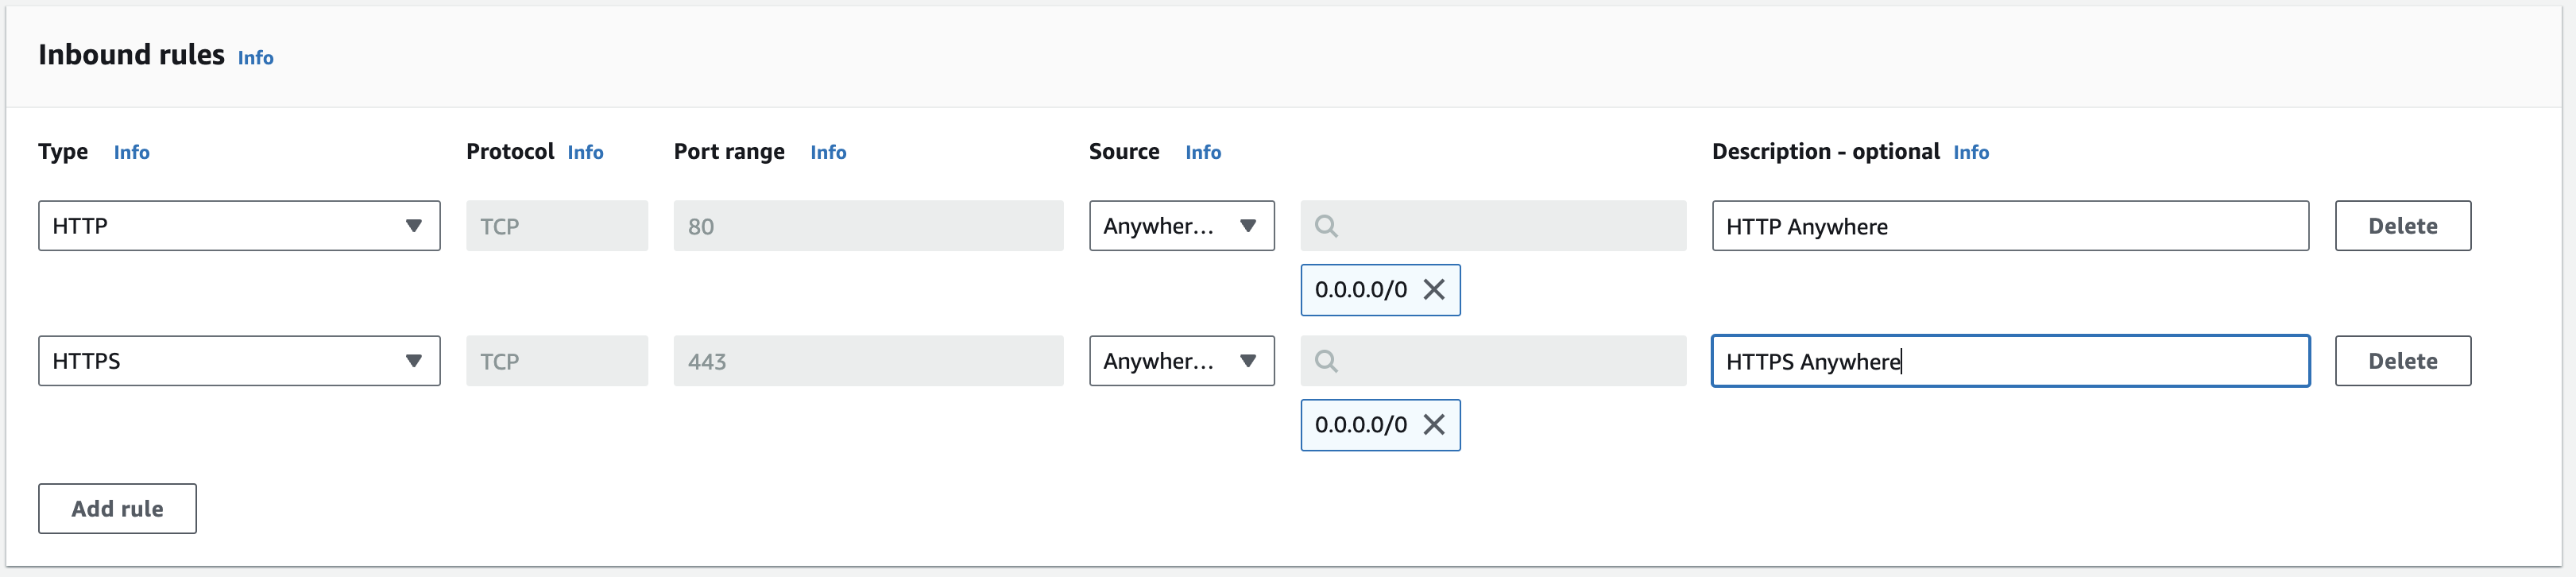 Inbound rules Info
Type Info Protocol Info Port range Info Source Info Description - optional Info
HTTP TCP 80 Anywher... HTTP Anywhere Delete
0.0.0.0/0
HTTPS TCP 443 Anywher... HTTPS Anywhere Delete
0.0.0.0/0
Add rule